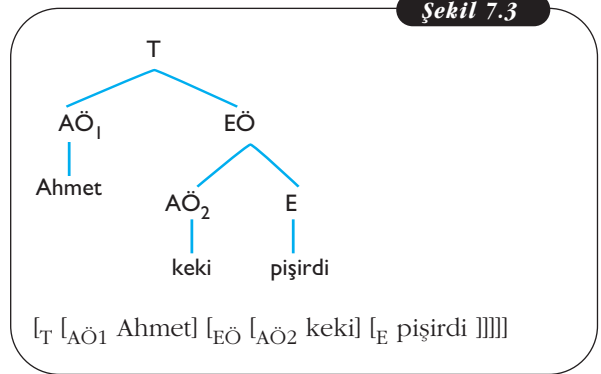 Şekil 7.3
T
AÖ1 EÖ
Ahmet
AÖ2 E
keki pişirdi
[T [AÖ1 Ahmet] [EÖ [AÖ2 keki] [E pişirdi ]]]]]